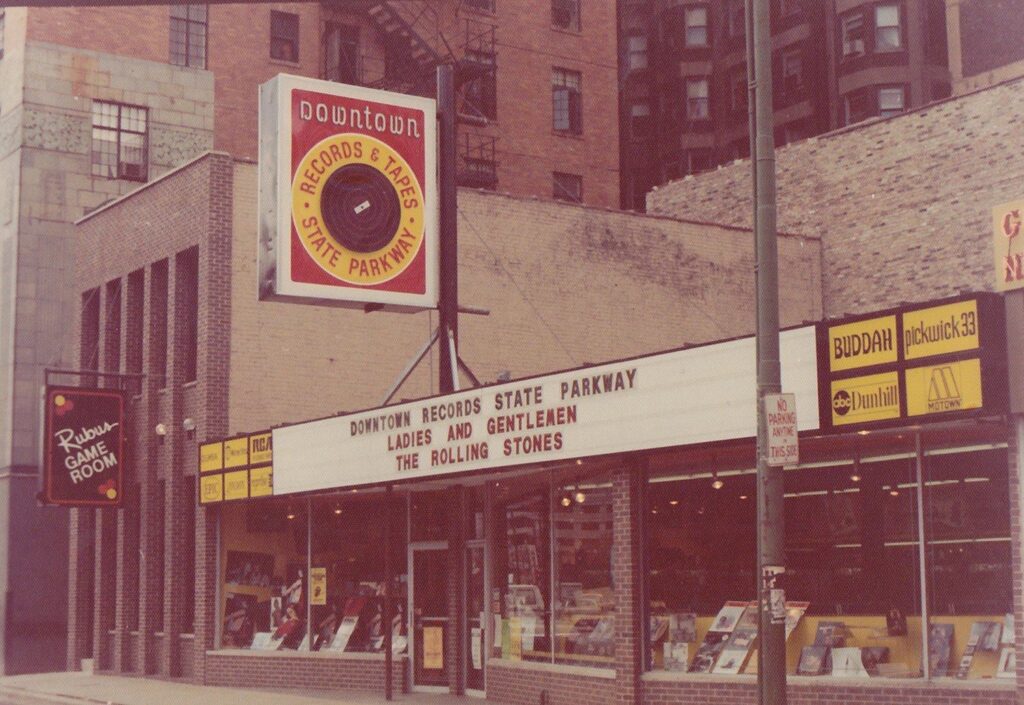 Downtown
RECORDS & TAPES
STATE PARKWAY
Rubus
GAME
ROOM
RCA
EPIC
DOWNTOWN RECORDS STATE PARKWAY
LADIES AND GENTLEMEN
THE ROLLING STONES
BUDDAH
pickwick33
abc Dunhill
MOTOWN
NO
PARKING
ANYTIME
THIS SIDE